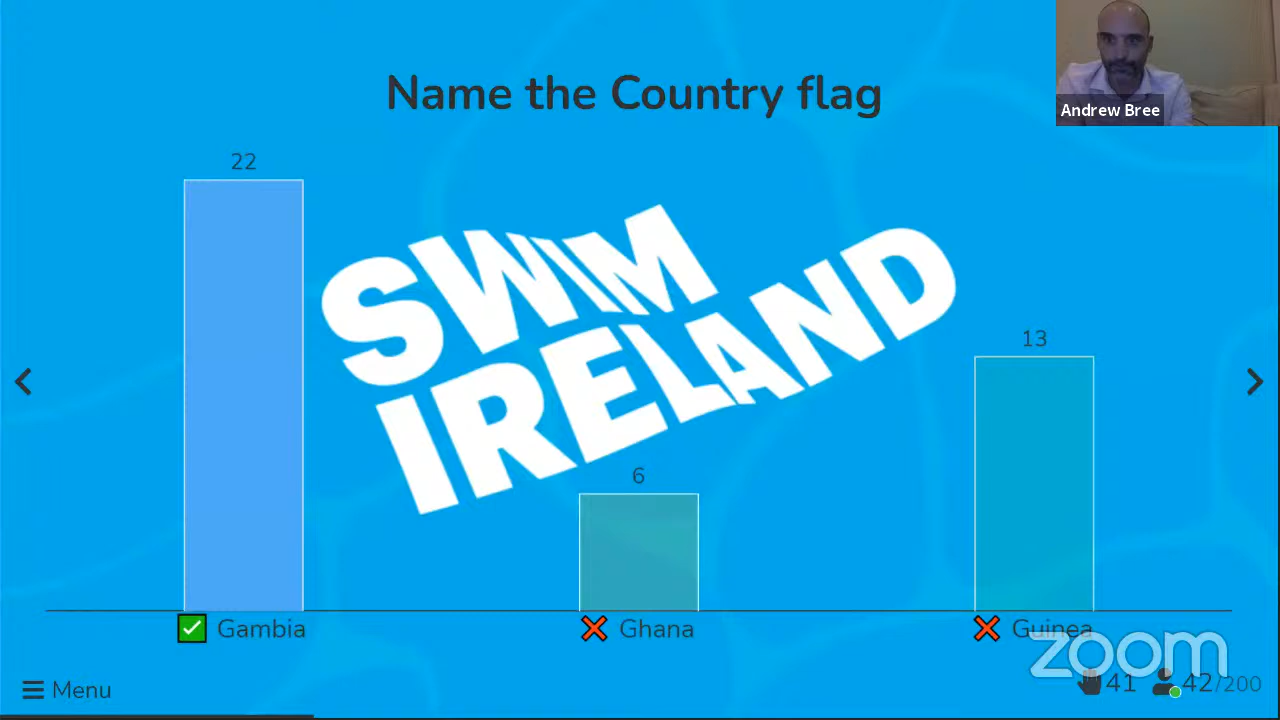 Name the Country flag
Andrew Bree
22
SWIM
IRELAND
13
6
Gambia
Ghana
Guinea
zoom
Menu
41
42/200